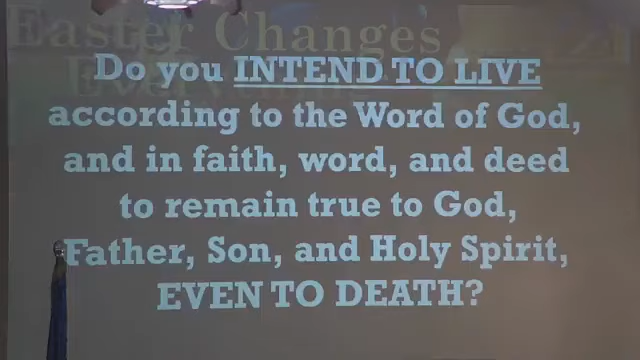 Easter Changes
Do you INTEND TO LIVE
according to the Word of God,
and in faith, word, and deed
to remain true to God,
Father, Son, and Holy Spirit,
EVEN TO DEATH?